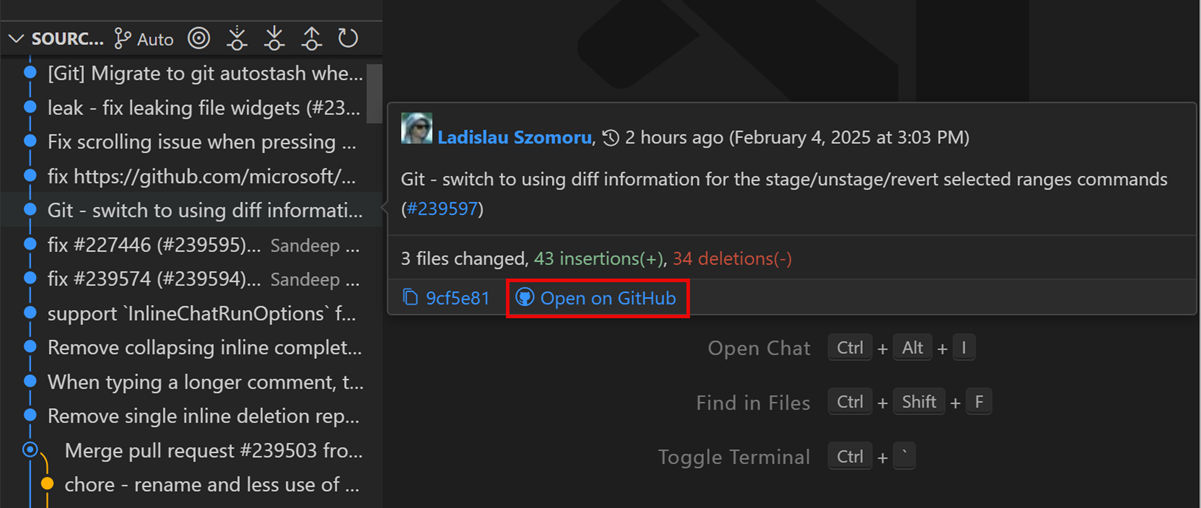 SOURC... Auto
[Git] Migrate to git autostash whe...
leak - fix leaking file widgets (#23...
Fix scrolling issue when pressing ...
fix https://github.com/microsoft/...
Git - switch to using diff informati...
fix #227446 (#239595)... Sandeep ...
fix #239574 (#239594)... Sandeep ...
support `InlineChatRunOptions` f...
Remove collapsing inline complet...
When typing a longer comment, t...
Remove single inline deletion rep...
Merge pull request #239503 fro...
chore - rename and less use of ...
Ladislau Szomoru, 2 hours ago (February 4, 2025 at 3:03 PM)
Git - switch to using diff information for the stage/unstage/revert selected ranges commands
(#239597)
3 files changed, 43 insertions(+), 34 deletions(-)
9cf5e81 Open on GitHub
Open Chat Ctrl + Alt + I
Find in Files Ctrl + Shift + F
Toggle Terminal Ctrl + `